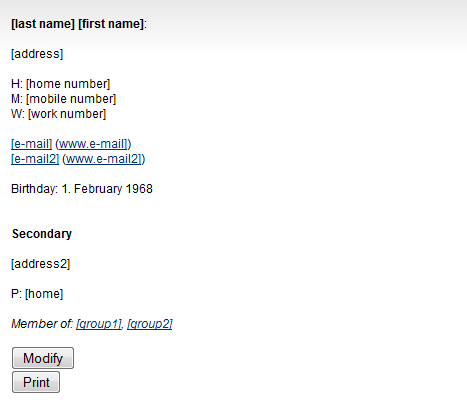 [last name] [first name]:
[address]
H: [home number]
M: [mobile number]
W: [work number]
[e-mail] (www.e-mail])
[e-mail2] (www.e-mail2])
Birthday: 1. February 1968
Secondary
[address2]
P: [home]
Member of: [group1], [group2]
Modify
Print